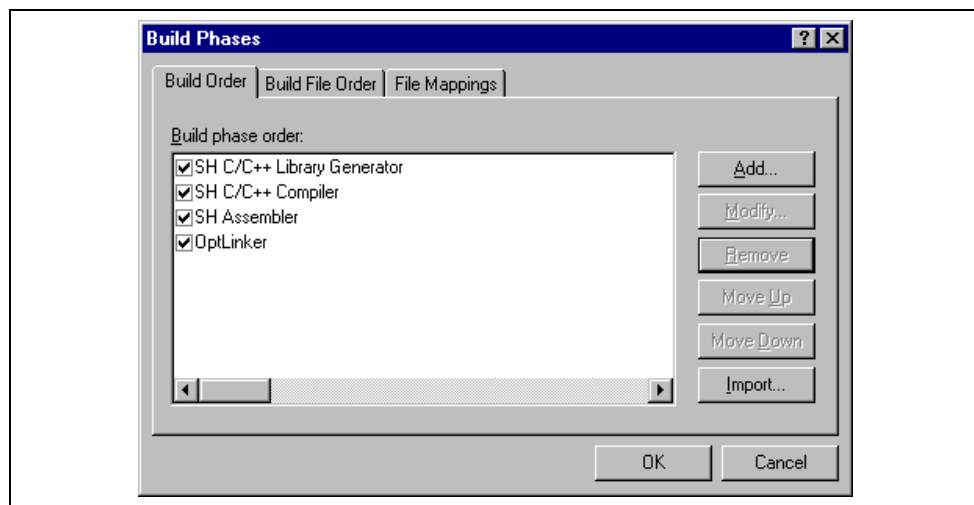 Build Phases
Build Order
Build File Order
File Mappings
Build phase order:
SH C/C++ Library Generator
SH C/C++ Compiler
SH Assembler
OptLinker
Add...
Modify...
Remove
Move Up
Move Down
Import...
OK
Cancel